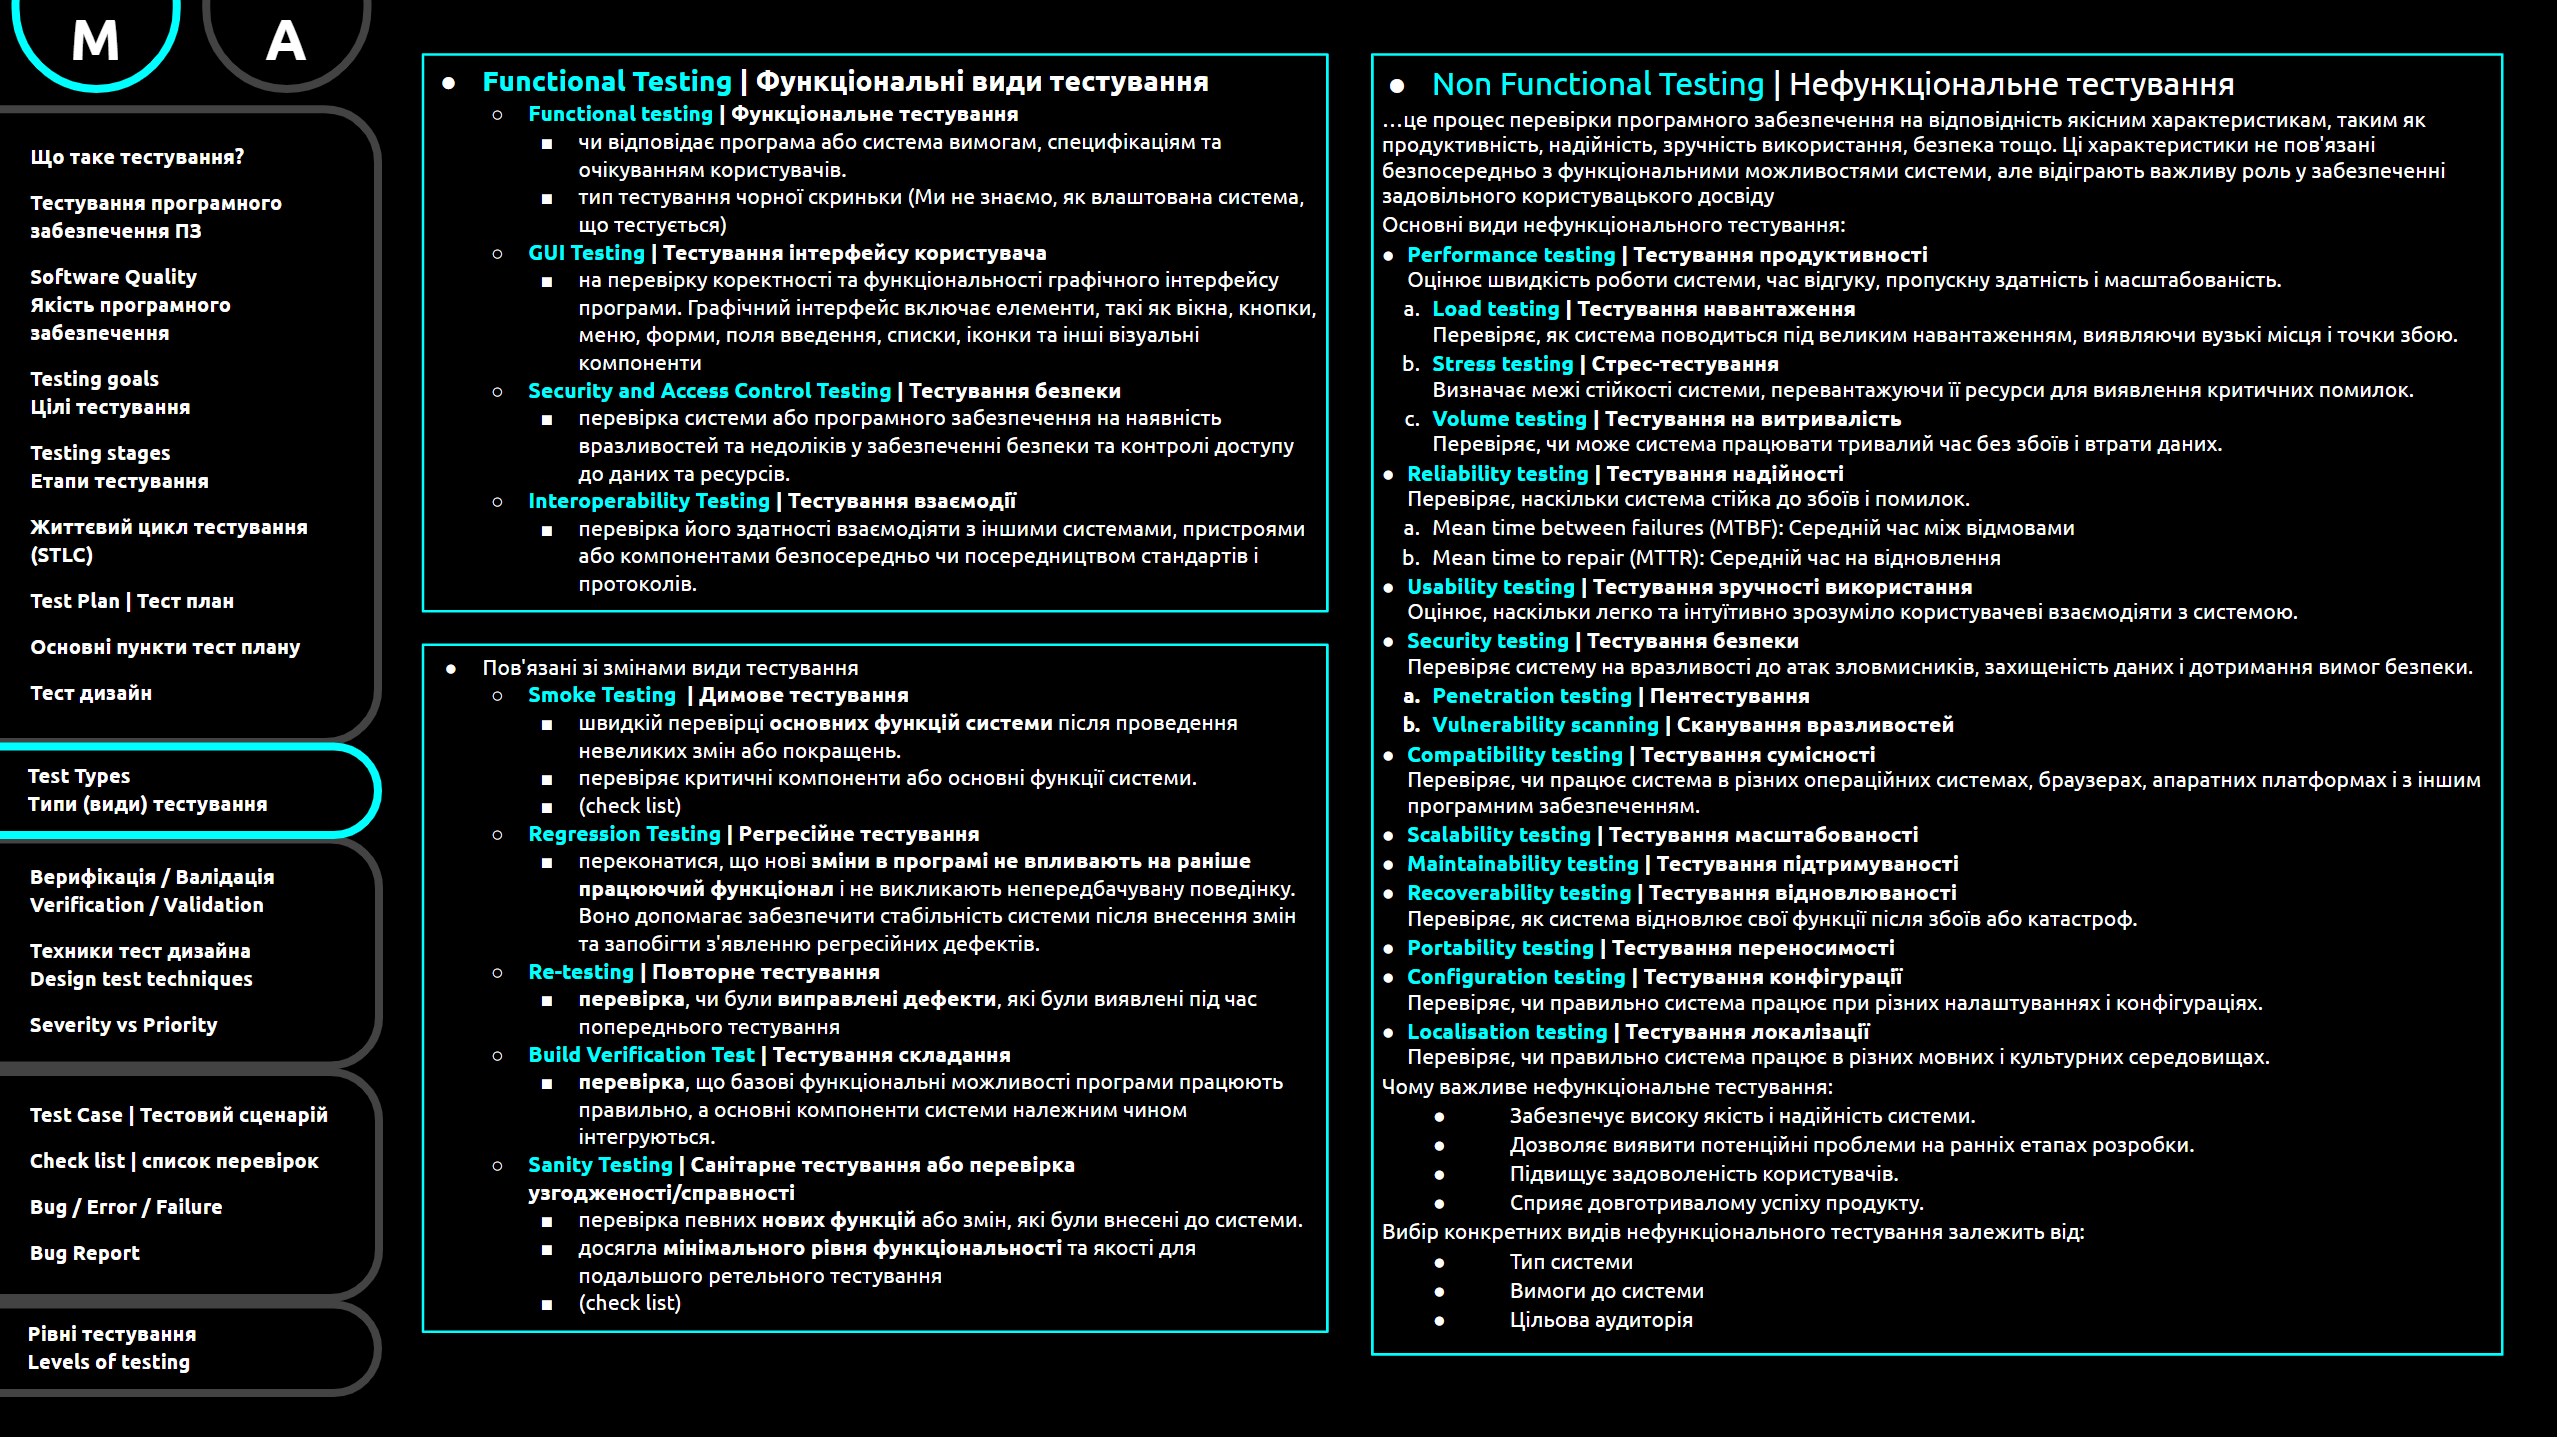 M
A
Що таке тестування?
Тестування програмного
забезпечення ПЗ
Software Quality
Якість програмного
забезпечення
Testing goals
Цілі тестування
Testing stages
Етапи тестування
Життєвий цикл тестування
(STLC)
Test Plan | Тест план
Основні пункти тест плану
Тест дизайн
Test Types
Типи (види) тестування
Верифікація / Валідація
Verification / Validation
Техники тест дизайна
Design test techniques
Severity vs Priority
Test Case | Тестовий сценарій
Check list | список перевірок
Bug / Error / Failure
Bug Report
Рівні тестування
Levels of testing
● Functional Testing | Функціональні види тестування
○ Functional testing | Функціональне тестування
■ чи відповідає програма або система вимогам, специфікаціям та
очікуванням користувачів.
■ тип тестування чорної скриньки (Ми не знаємо, як влаштована система,
що тестується)
○ GUI Testing | Тестування інтерфейсу користувача
■ на перевірку коректності та функціональності графічного інтерфейсу
програми. Графічний інтерфейс включає елементи, такі як вікна, кнопки,
меню, форми, поля введення, списки, іконки та інші візуальні
компоненти
○ Security and Access Control Testing | Тестування безпеки
■ перевірка системи або програмного забезпечення на наявність
вразливостей та недоліків у забезпеченні безпеки та контролі доступу
до даних та ресурсів.
○ Interoperability Testing | Тестування взаємодії
■ перевірка його здатності взаємодіяти з іншими системами, пристроями
або компонентами безпосередньо чи посередництвом стандартів і
протоколів.
● Пов'язані зі змінами види тестування
○ Smoke Testing | Димове тестування
■ швидкій перевірці основних функцій системи після проведення
невеликих змін або покращень.
■ перевіряє критичні компоненти або основні функції системи.
■ (check list)
○ Regression Testing | Регресійне тестування
■ переконатися, що нові зміни в програмі не впливають на раніше
працюючий функціонал і не викликають непередбачувану поведінку.
Воно допомагає забезпечити стабільність системи після внесення змін
та запобігти з'явленню регресійних дефектів.
○ Re-testing | Повторне тестування
■ перевірка, чи були виправлені дефекти, які були виявлені під час
попереднього тестування
○ Build Verification Test | Тестування складання
■ перевірка, що базові функціональні можливості програми працюють
правильно, а основні компоненти системи належним чином
інтегруються.
○ Sanity Testing | Санітарне тестування або перевірка
узгодженості/справності
■ перевірка певних нових функцій або змін, які були внесені до системи.
■ досягла мінімального рівня функціональності та якості для
подальшого ретельного тестування
■ (check list)
● Non Functional Testing | Нефункціональне тестування
…це процес перевірки програмного забезпечення на відповідність якісним характеристикам, таким як
продуктивність, надійність, зручність використання, безпека тощо. Ці характеристики не пов'язані
безпосередньо з функціональними можливостями системи, але відіграють важливу роль у забезпеченні
задовільного користувацького досвіду
Основні види нефункціонального тестування:
● Performance testing | Тестування продуктивності
Оцінює швидкість роботи системи, час відгуку, пропускну здатність і масштабованість.
a. Load testing | Тестування навантаження
Перевіряє, як система поводиться під великим навантаженням, виявляючи вузькі місця і точки збою.
b. Stress testing | Стрес-тестування
Визначає межі стійкості системи, перевантажуючи її ресурси для виявлення критичних помилок.
c. Volume testing | Тестування на витривалість
Перевіряє, чи може система працювати тривалий час без збоїв і втрати даних.
● Reliability testing | Тестування надійності
Перевіряє, наскільки система стійка до збоїв і помилок.
a. Mean time between failures (MTBF): Середній час між відмовами
b. Mean time to repair (MTTR): Середній час на відновлення
● Usability testing | Тестування зручності використання
Оцінює, наскільки легко та інтуїтивно зрозуміло користувачеві взаємодіяти з системою.
● Security testing | Тестування безпеки
Перевіряє систему на вразливості до атак зловмисників, захищеність даних і дотримання вимог безпеки.
a. Penetration testing | Пентестування
b. Vulnerability scanning | Сканування вразливостей
● Compatibility testing | Тестування сумісності
Перевіряє, чи працює система в різних операційних системах, браузерах, апаратних платформах і з іншим
програмним забезпеченням.
● Scalability testing | Тестування масштабованості
● Maintainability testing | Тестування підтримуваності
● Recoverability testing | Тестування відновлюваності
Перевіряє, як система відновлює свої функції після збоїв або катастроф.
● Portability testing | Тестування переносимості
● Configuration testing | Тестування конфігурації
Перевіряє, чи правильно система працює при різних налаштуваннях і конфігураціях.
● Localisation testing | Тестування локалізації
Перевіряє, чи правильно система працює в різних мовних і культурних середовищах.
Чому важливе нефункціональне тестування:
● Забезпечує високу якість і надійність системи.
● Дозволяє виявити потенційні проблеми на ранніх етапах розробки.
● Підвищує задоволеність користувачів.
● Сприяє довготривалому успіху продукту.
Вибір конкретних видів нефункціонального тестування залежить від:
● Тип системи
● Вимоги до системи
● Цільова аудиторія